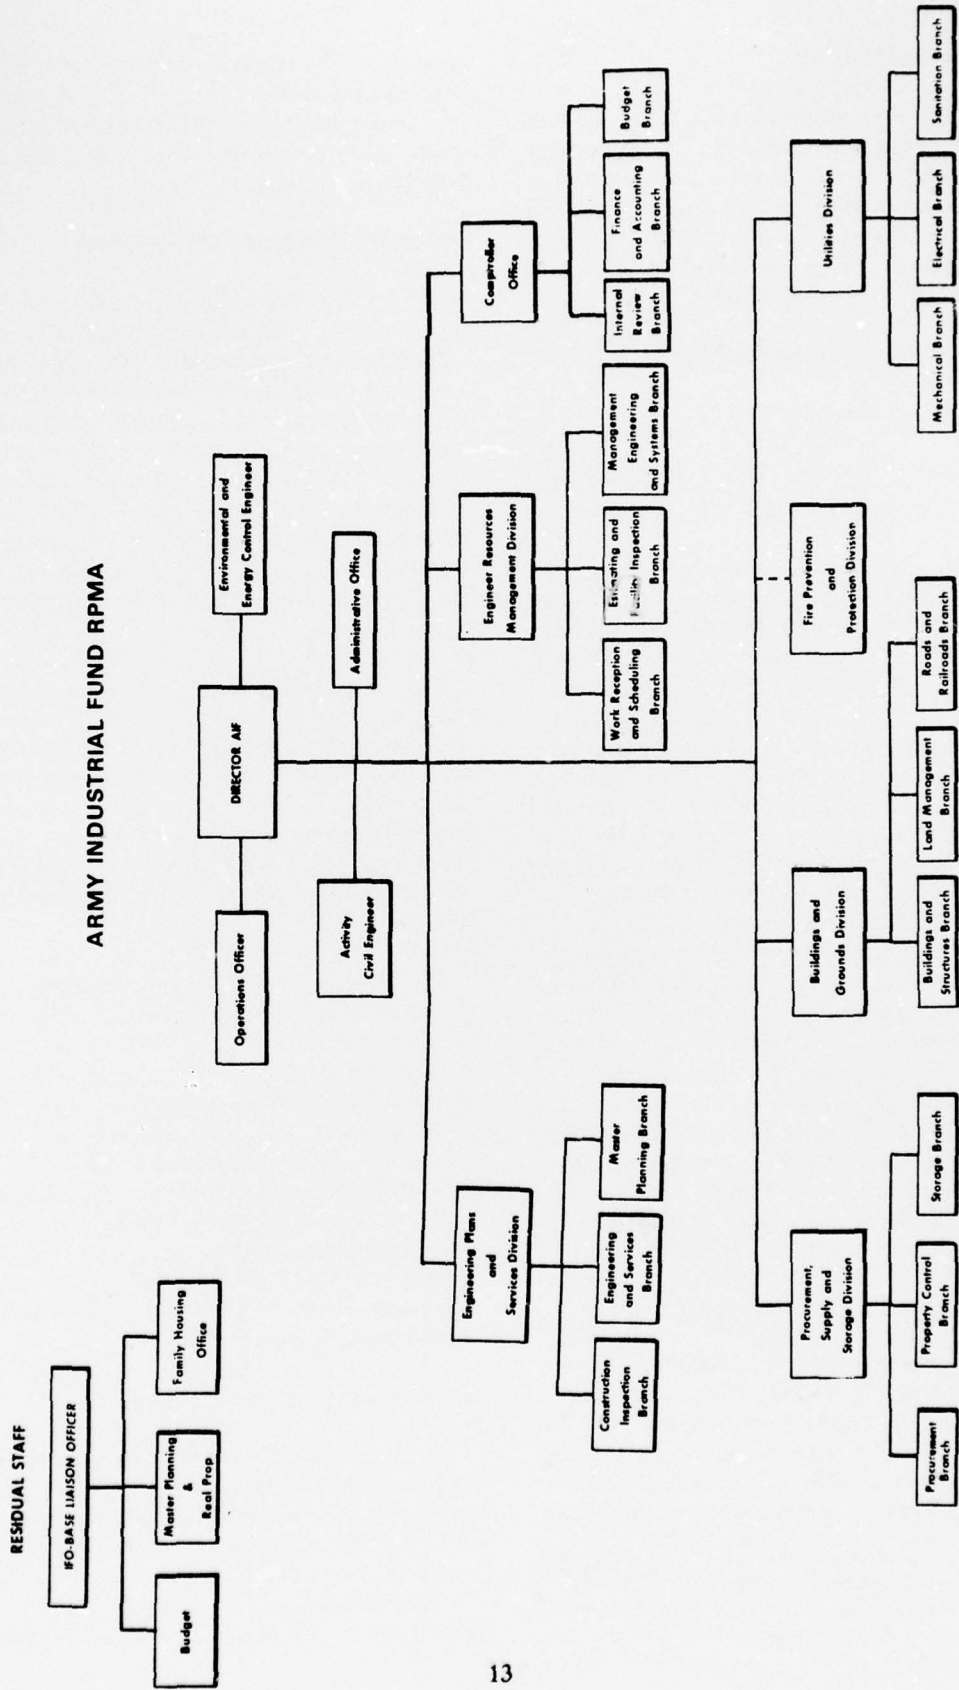 ARMY INDUSTRIAL FUND RPMA
RESIDUAL STAFF
IFO-BASE LIAISON OFFICER
Budget
Master Planning
&
Real Prop
Family Housing
Office
DIRECTOR AIF
Operations Officer
Environmental and
Energy Control Engineer
Activity
Civil Engineer
Administrative Office
Engineering Plans
and
Services Division
Construction
Inspection
Branch
Engineering
and Services
Branch
Master
Planning Branch
Engineer Resources
Management Division
Work Reception
and Scheduling
Branch
Estimating and
Facility Inspection
Branch
Management
Engineering
and Systems Branch
Comptroller
Office
Internal
Review
Branch
Finance
and Accounting
Branch
Budget
Branch
Procurement,
Supply and
Storage Division
Procurement
Branch
Property Control
Branch
Storage Branch
Buildings and
Grounds Division
Buildings and
Structures Branch
Land Management
Branch
Roads and
Railroads Branch
Fire Prevention
and
Protection Division
Utilities Division
Mechanical Branch
Electrical Branch
Sanitation Branch
13